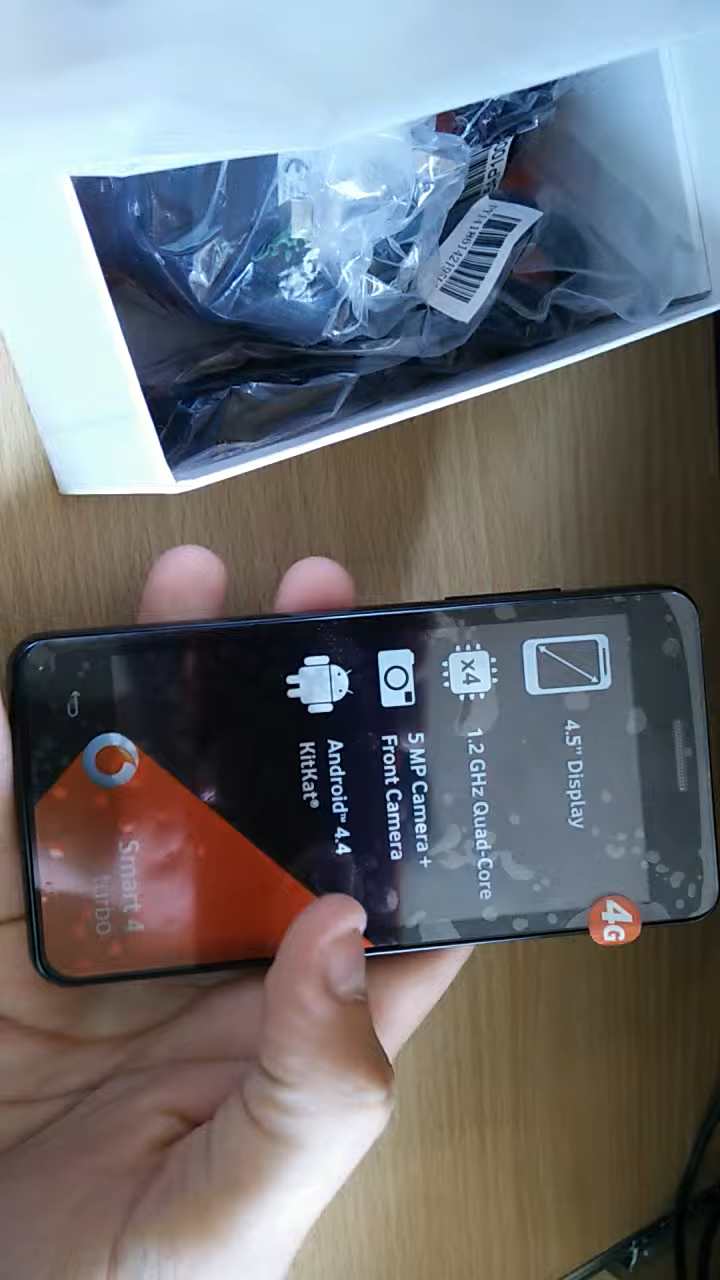 4G
4.5" Display
x4
1.2 GHz Quad-Core
5 MP Camera +
Front Camera
Android™ 4.4
KitKat®
Smart 4
turbo